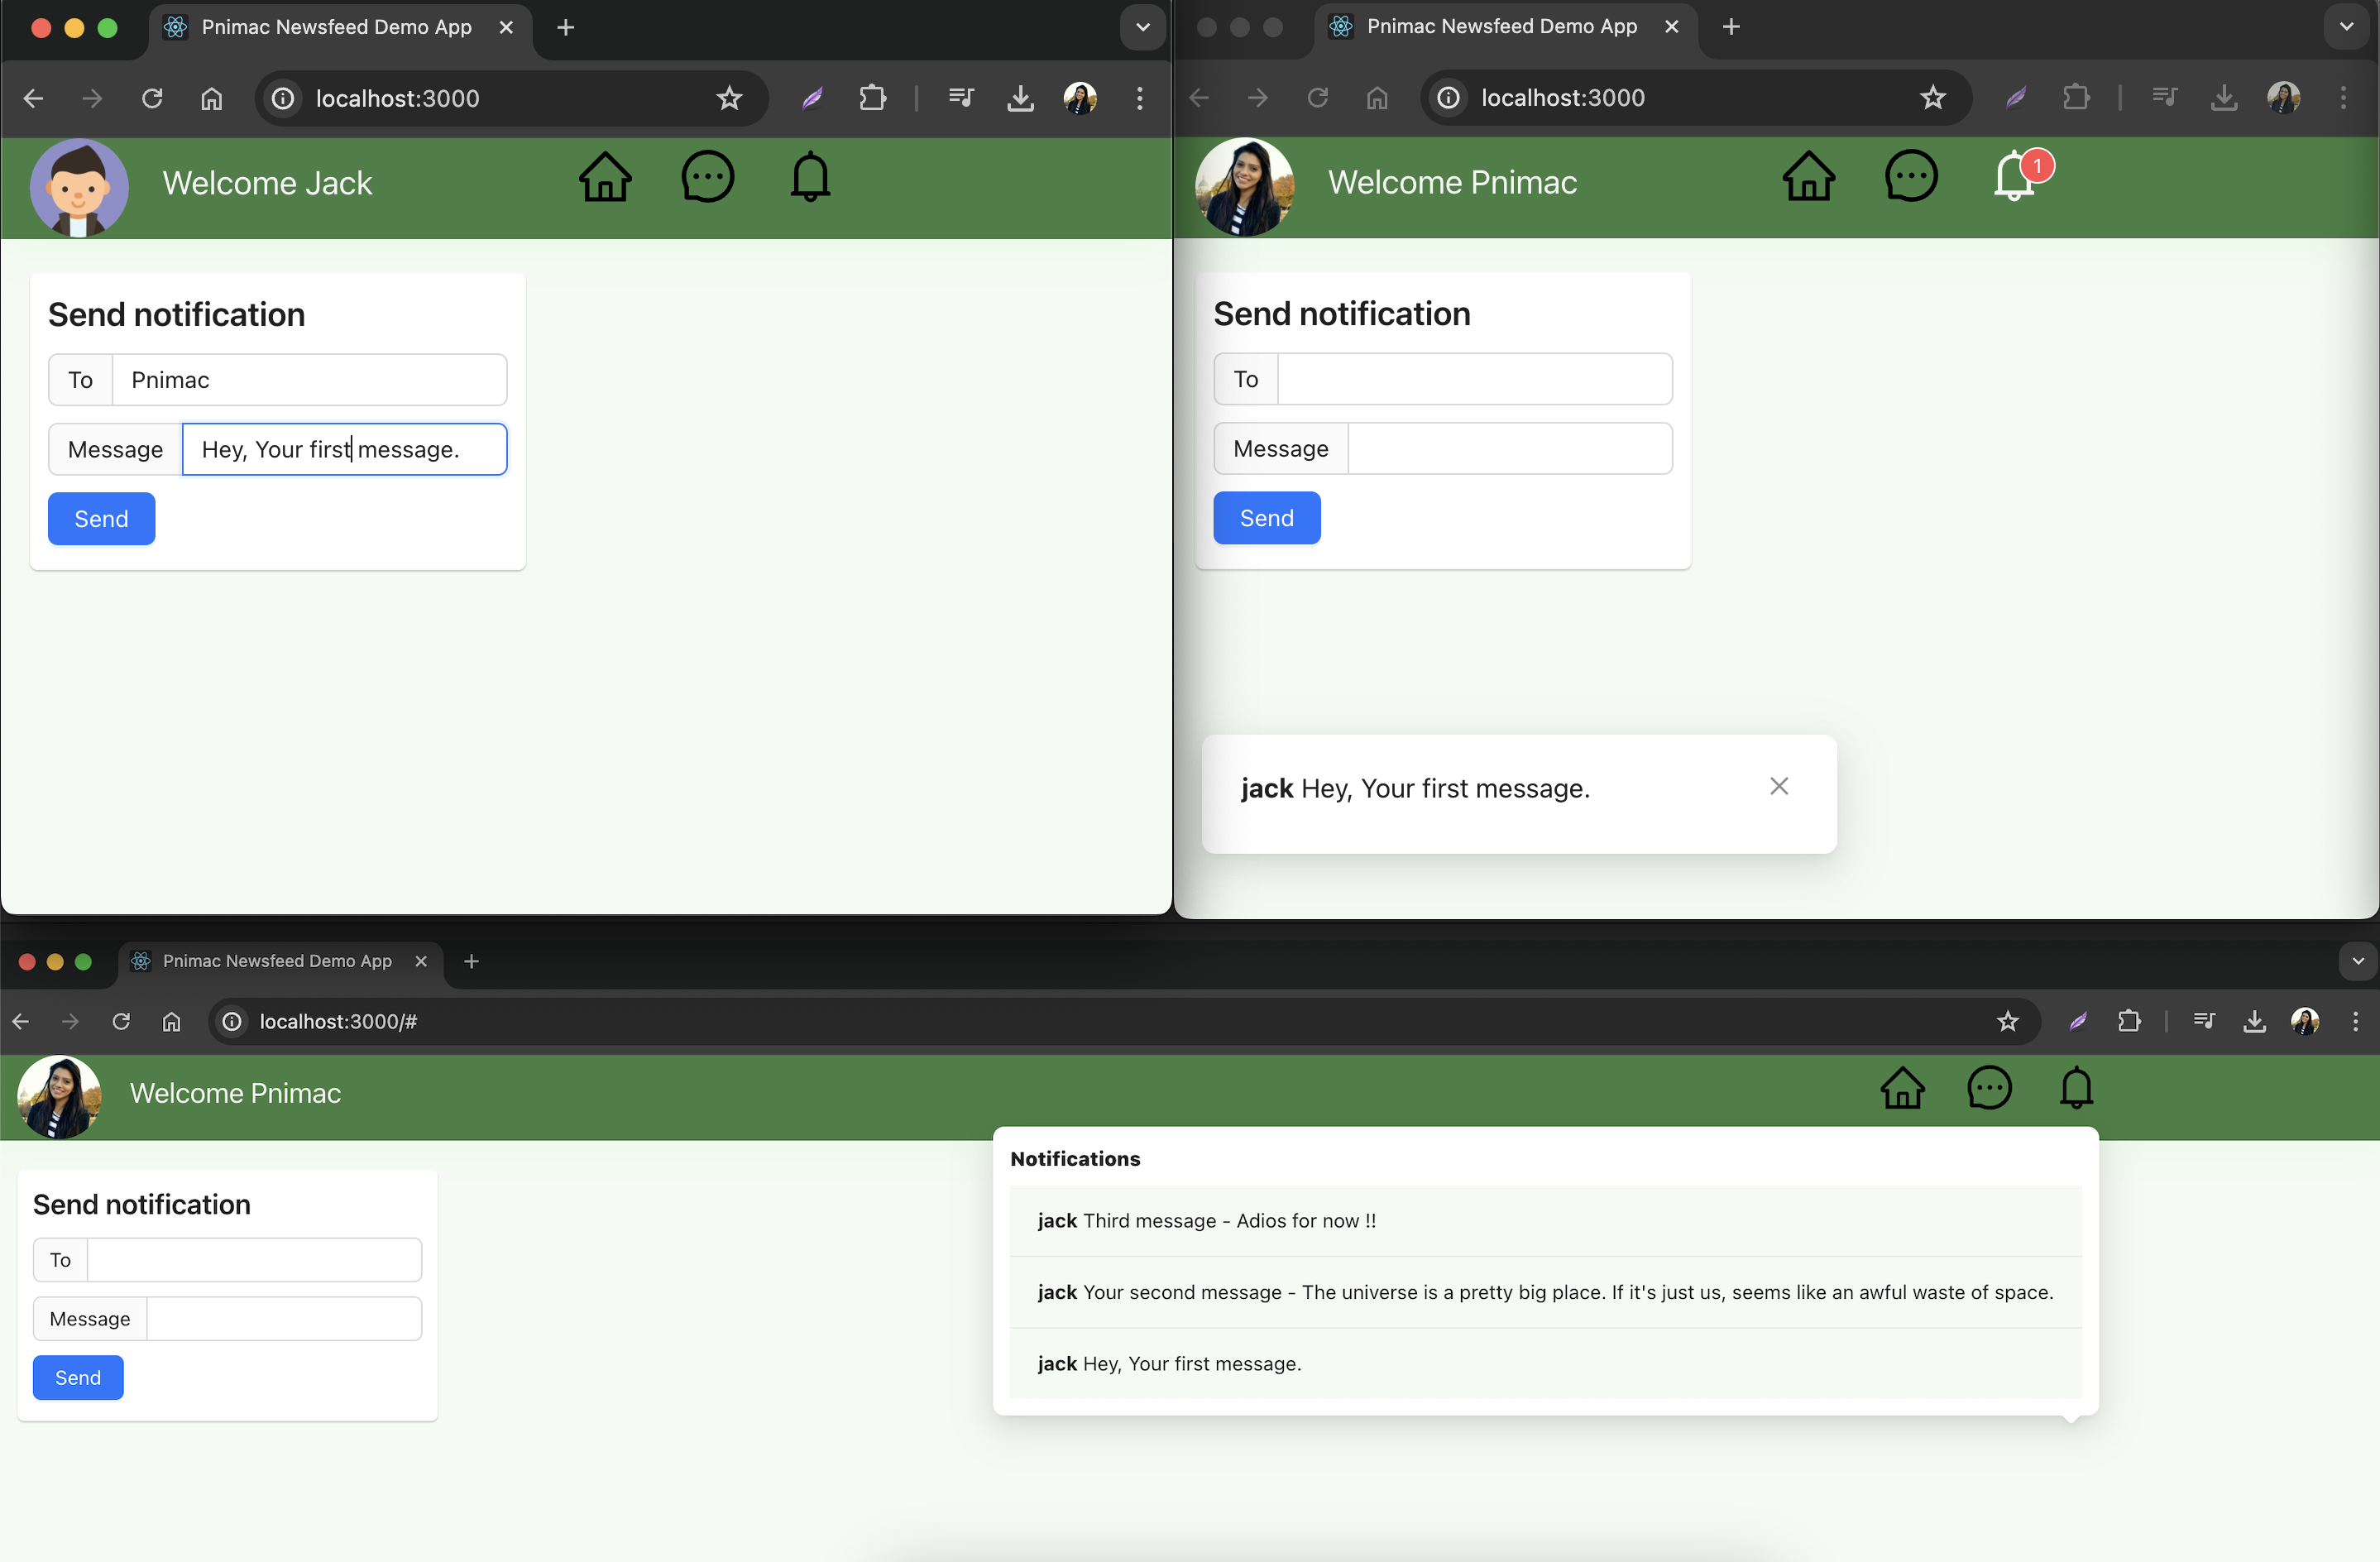 Pnimac Newsfeed Demo App
localhost:3000
Welcome Jack
Send notification
To Pnimac
Message Hey, Your first message.
Send
Pnimac Newsfeed Demo App
localhost:3000
Welcome Pnimac
1
Send notification
To
Message
Send
jack Hey, Your first message.
Pnimac Newsfeed Demo App
localhost:3000/#
Welcome Pnimac
Send notification
To
Message
Send
Notifications
jack Third message - Adios for now !!
jack Your second message - The universe is a pretty big place. If it's just us, seems like an awful waste of space.
jack Hey, Your first message.